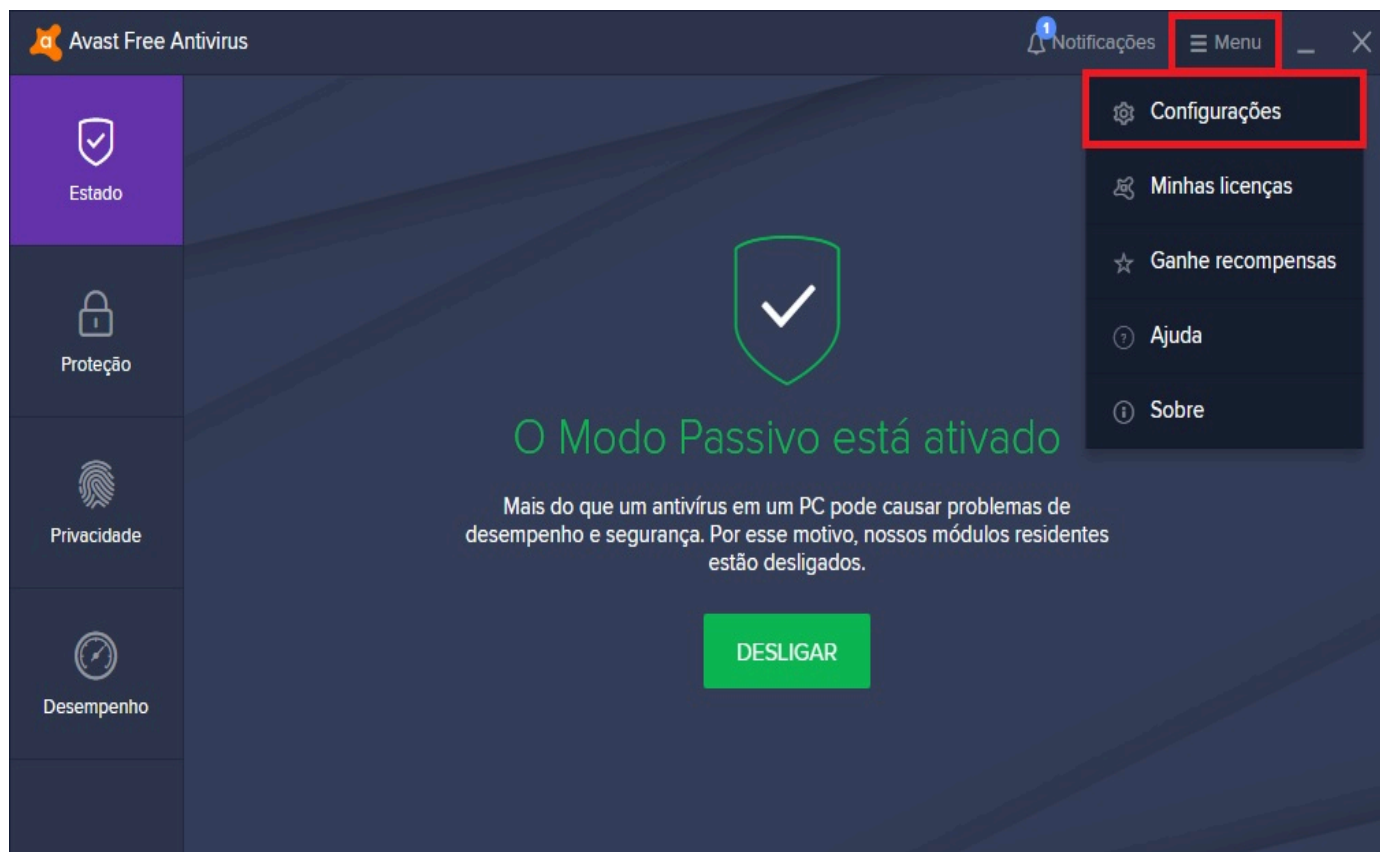 Avast Free Antivirus
1
Notificações
Menu
Configurações
Minhas licenças
Ganhe recompensas
Ajuda
Sobre
Estado
Proteção
Privacidade
Desempenho
O Modo Passivo está ativado
Mais do que um antivírus em um PC pode causar problemas de
desempenho e segurança. Por esse motivo, nossos módulos residentes
estão desligados.
DESLIGAR